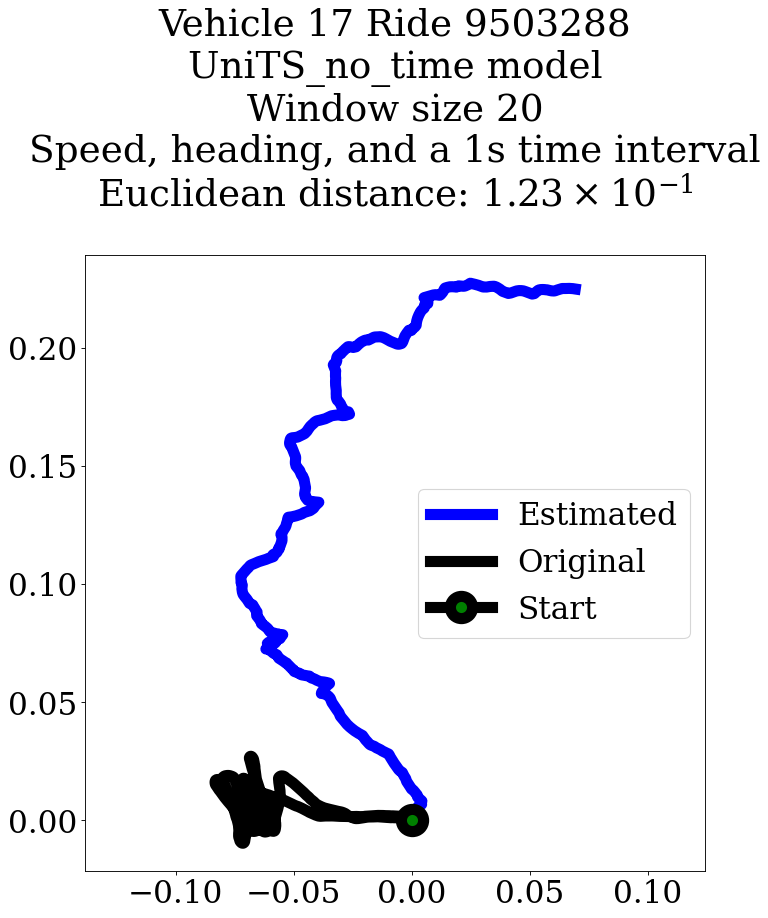 Vehicle 17 Ride 9503288
UniTS_no_time model
Window size 20
Speed, heading, and a 1s time interval
Euclidean distance: 1.23 × 10⁻¹
0.20
0.15
0.10
0.05
0.00
Estimated
Original
Start
−0.10 −0.05 0.00 0.05 0.10